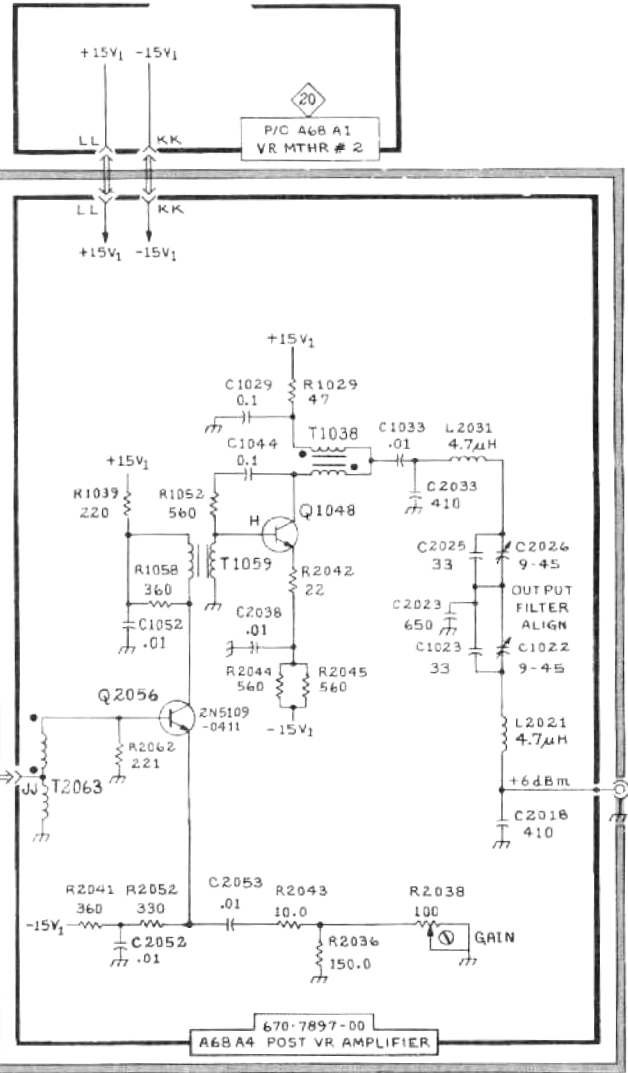 +15V1 -15V1
20
P/O A68 A1
VR MTHR # 2
LL KK
LL KK
+15V1 -15V1
+15V1
C1029
0.1
R1029
47
T1038
C1033
.01
L2031
4.7μH
C1044
0.1
+15V1
R1039
220
R1052
560
H
Q1048
C2033
410
C2025
33
C2026
9-45
R1058
360
T1059
R2042
22
C2023
650
OUTPUT
FILTER
ALIGN
C1052
.01
C2038
.01
C1023
33
C1022
9-45
R2044
560
R2045
560
-15V1
Q2056
2N5109
-0411
R2062
221
L2021
4.7μH
JJ
T2063
+6dBm
C2018
410
R2041
360
R2052
330
C2053
.01
R2043
10.0
R2038
100
-15V1
C2052
.01
R2036
150.0
GAIN
670-7897-00
A68A4 POST VR AMPLIFIER